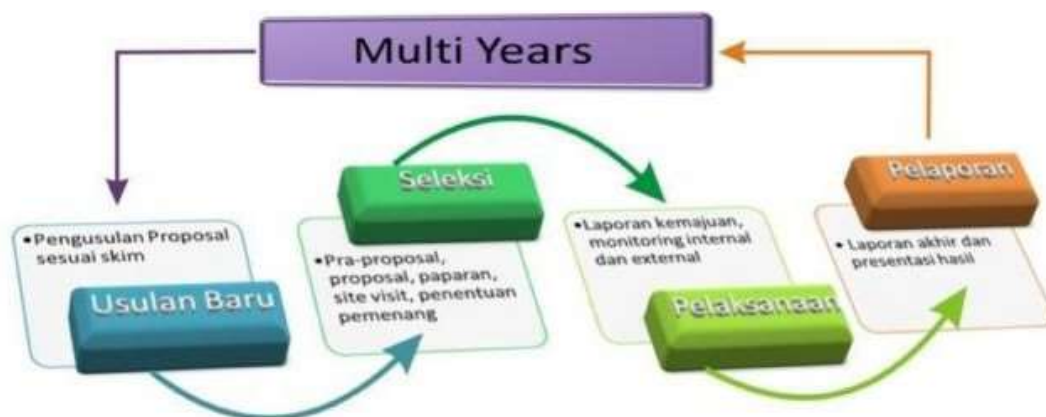 Multi Years
•Pengusulan Proposal
sesuai skim
Usulan Baru
Seleksi
•Pra-proposal,
proposal, paparan,
site visit, penentuan
pemenang
•Laporan kemajuan,
monitoring internal
dan external
Pelaksanaan
Pelaporan
• Laporan akhir dan
presentasi hasil